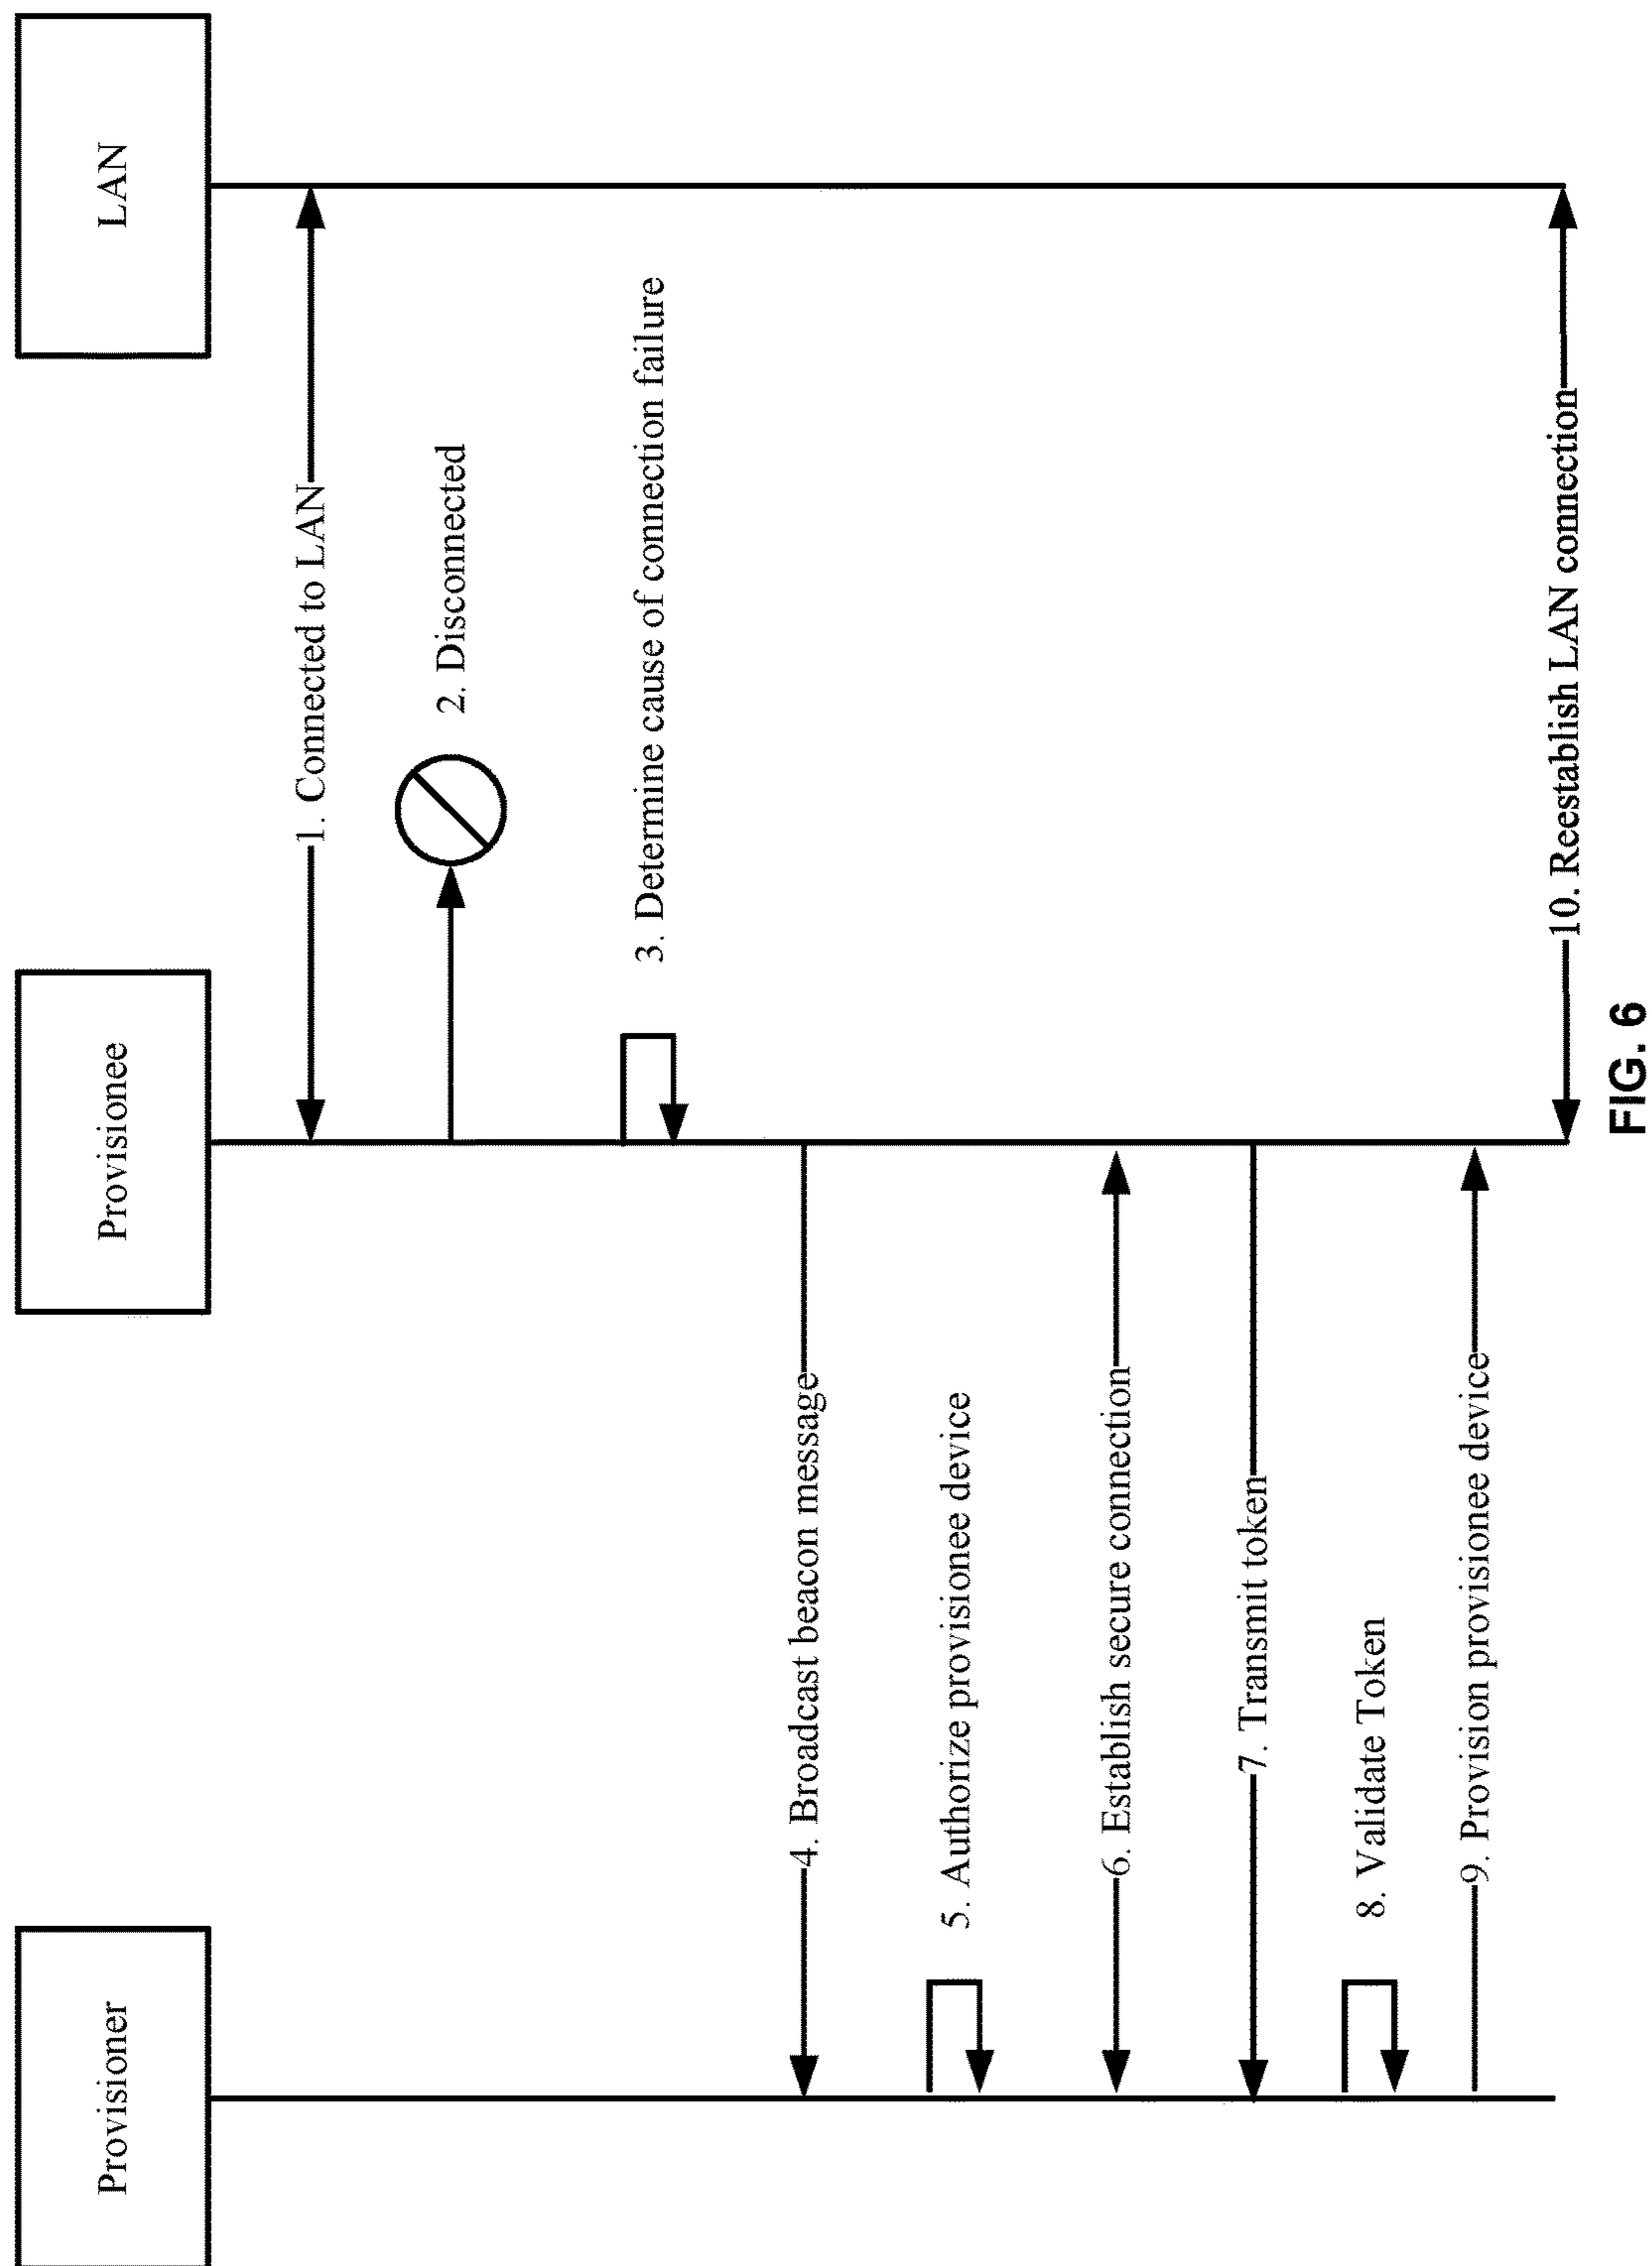 Provisioner
Provisionee
LAN
1. Connected to LAN
2. Disconnected
3. Determine cause of connection failure
4. Broadcast beacon message
5. Authorize provisionee device
6. Establish secure connection
7. Transmit token
8. Validate Token
9. Provision provisionee device
10. Reestablish LAN connection
FIG. 6